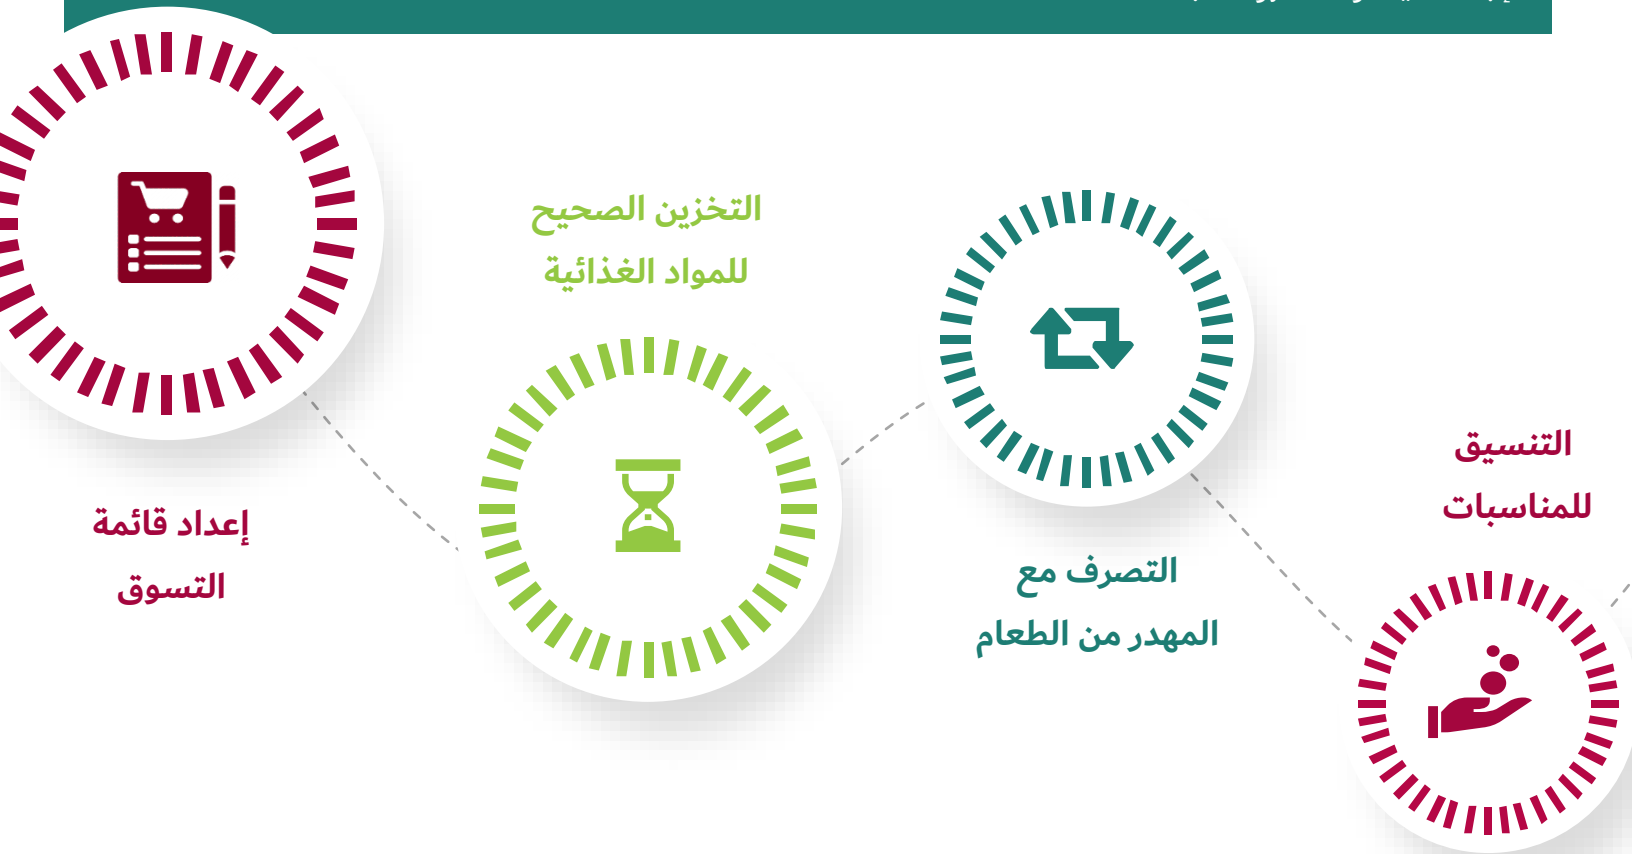 التخزين الصحيح
للمواد الغذائية
إعداد قائمة
التسوق
التصرف مع
المهدر من الطعام
التنسيق
للمناسبات